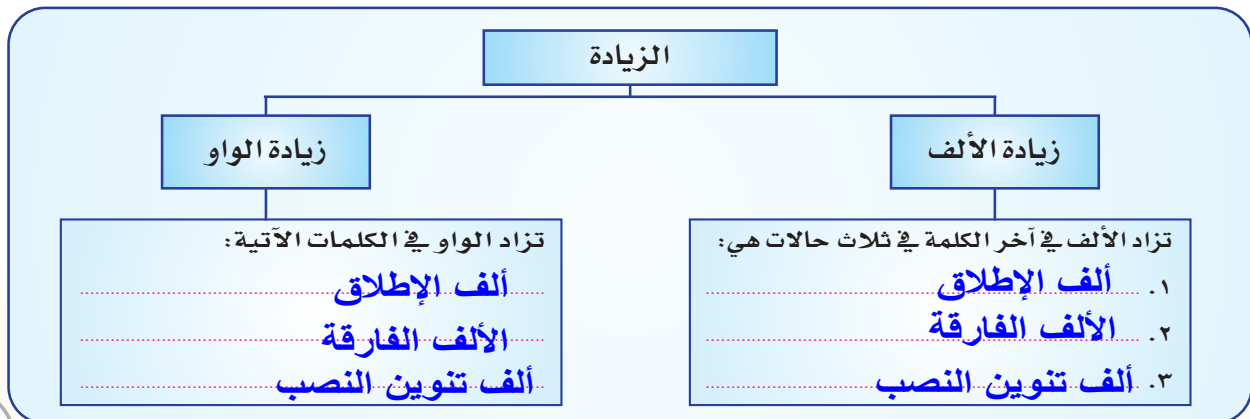 الزيادة
زيادة الألف
زيادة الواو
تزاد الألف في آخر الكلمة في ثلاث حالات هي:
١. ألف الإطلاق
٢. الألف الفارقة
٣. ألف تنوين النصب
تزاد الواو في الكلمات الآتية:
ألف الإطلاق
الألف الفارقة
ألف تنوين النصب